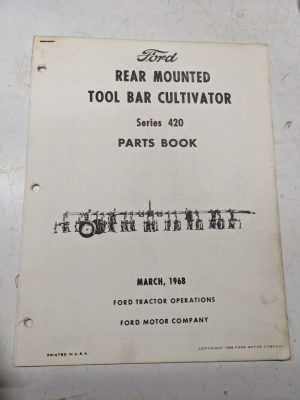 Ford
REAR MOUNTED
TOOL BAR CULTIVATOR
Series 420
PARTS BOOK
MARCH, 1968
FORD TRACTOR OPERATIONS
FORD MOTOR COMPANY
PRINTED IN U.S.A.
COPYRIGHT 1968 FORD MOTOR COMPANY